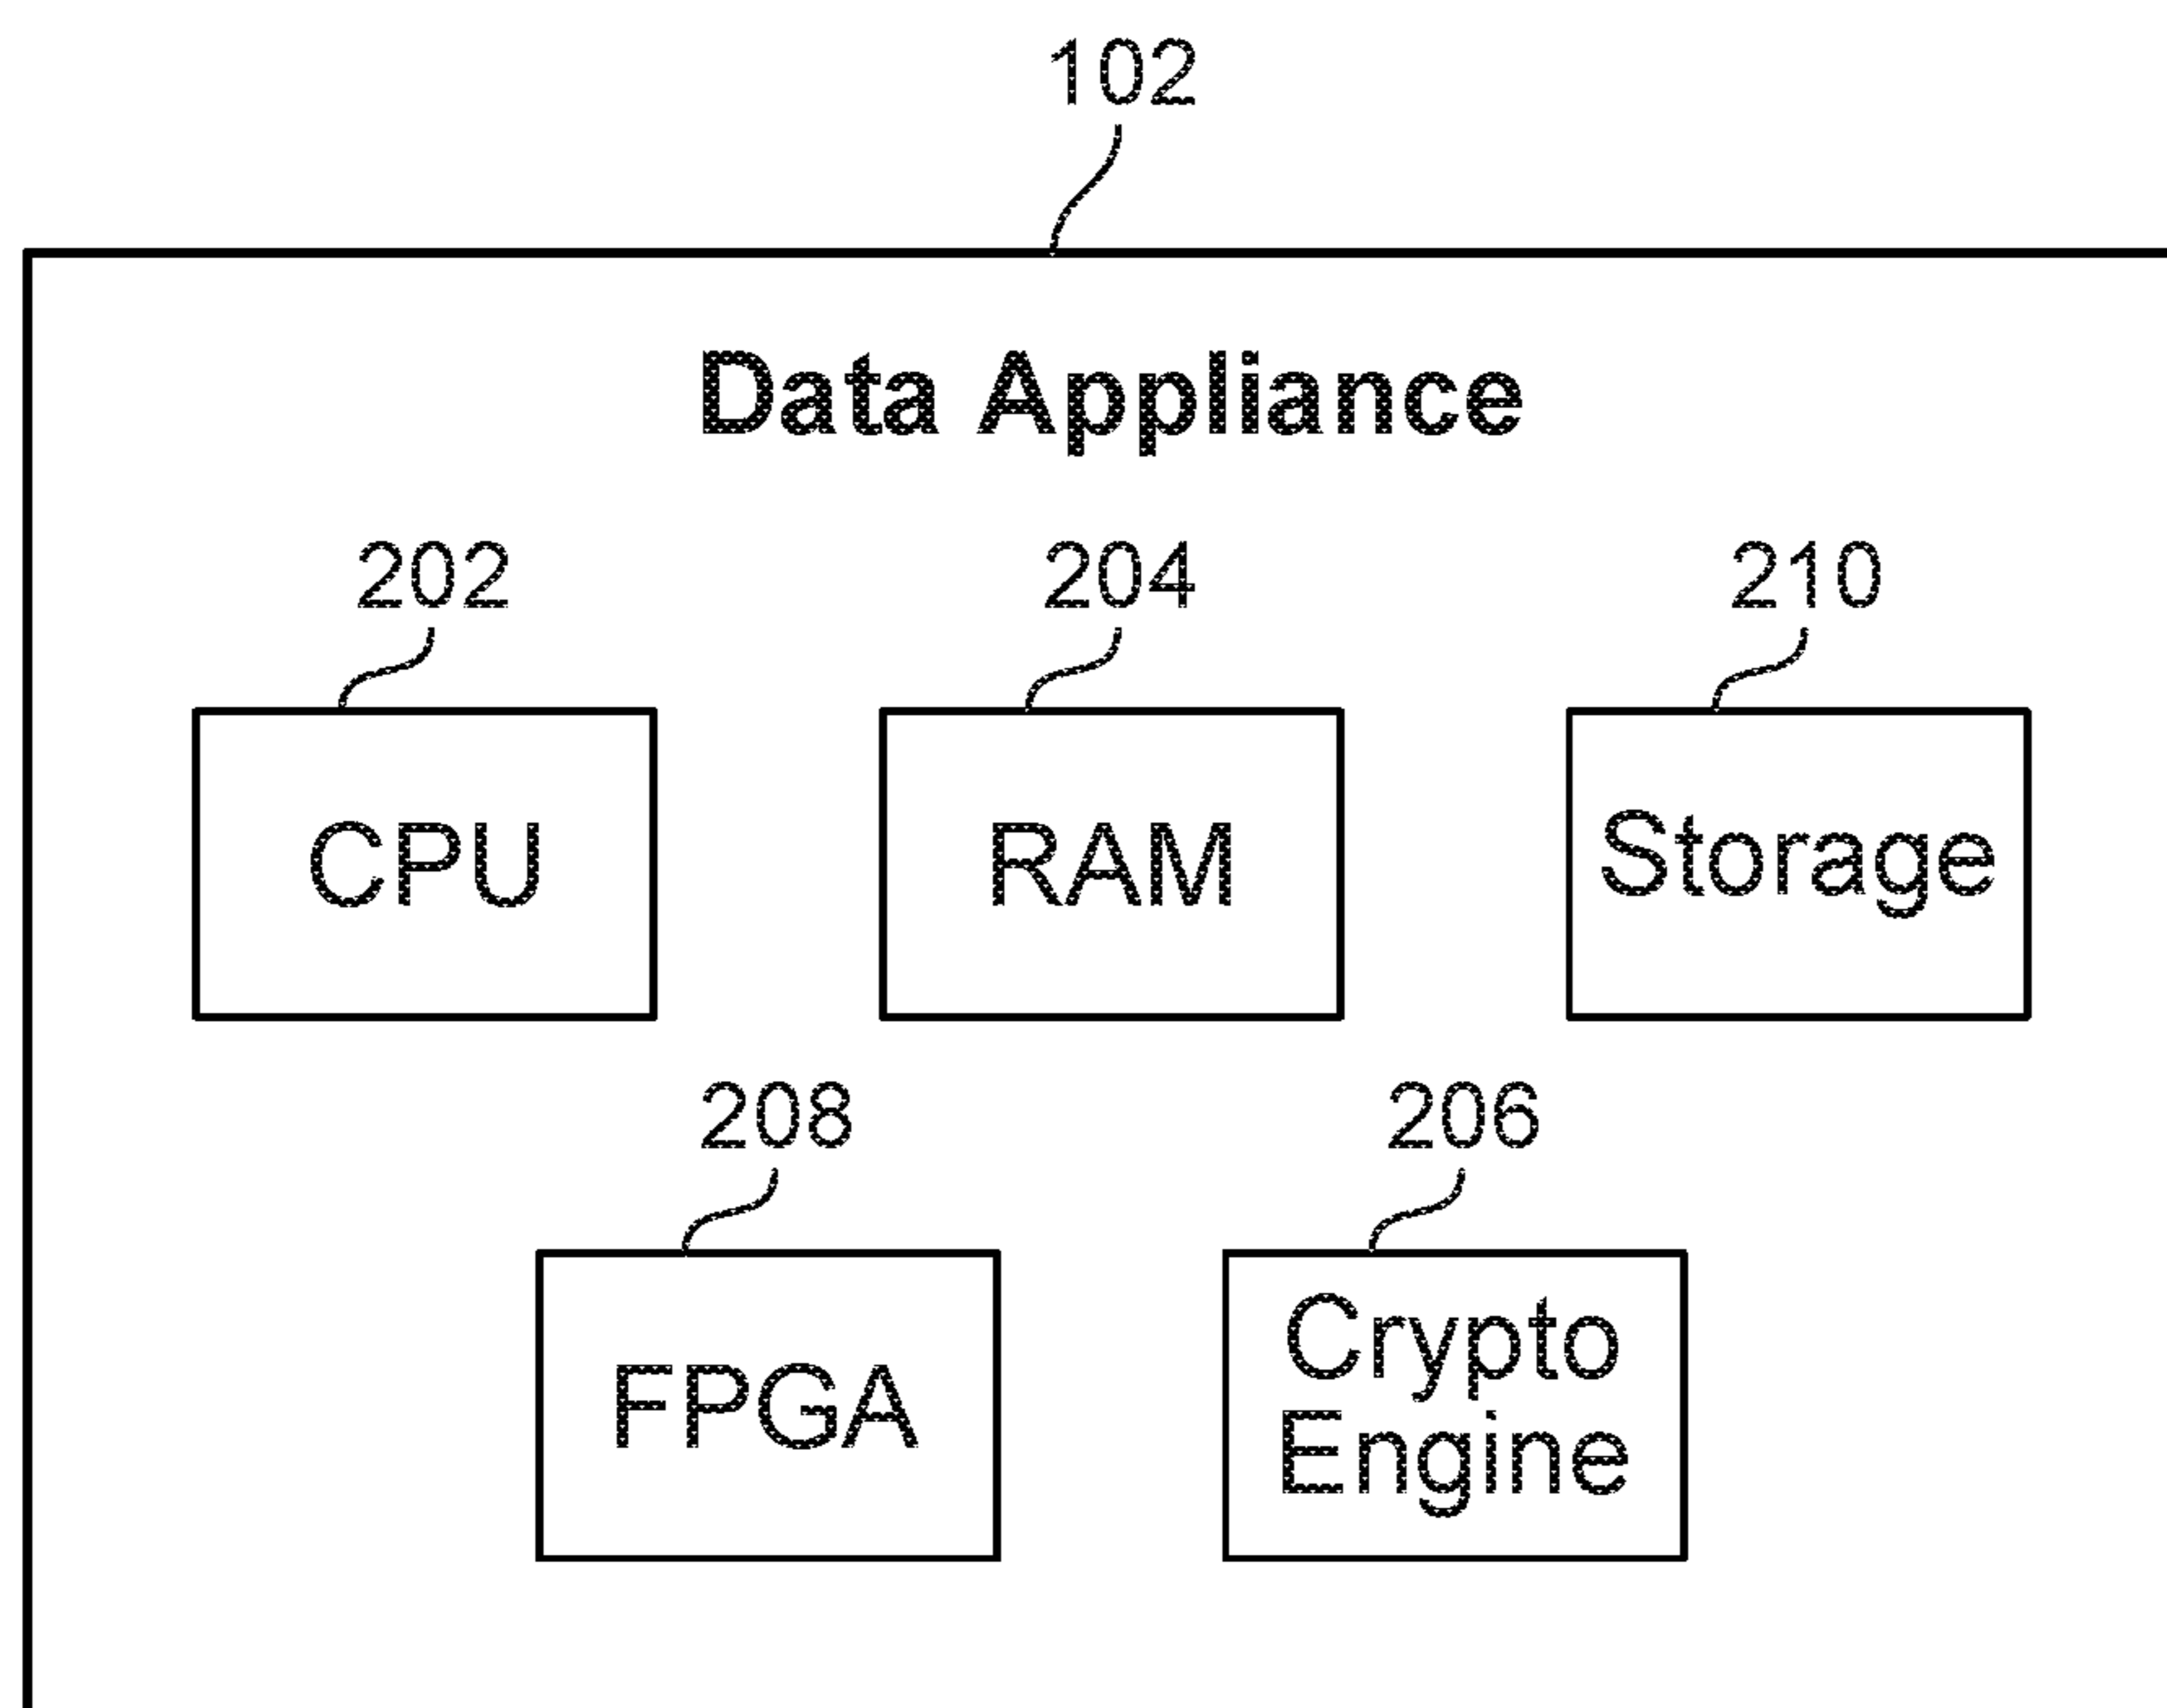 102
Data Appliance
202 204 210
CPU RAM Storage
208 206
FPGA Crypto
Engine